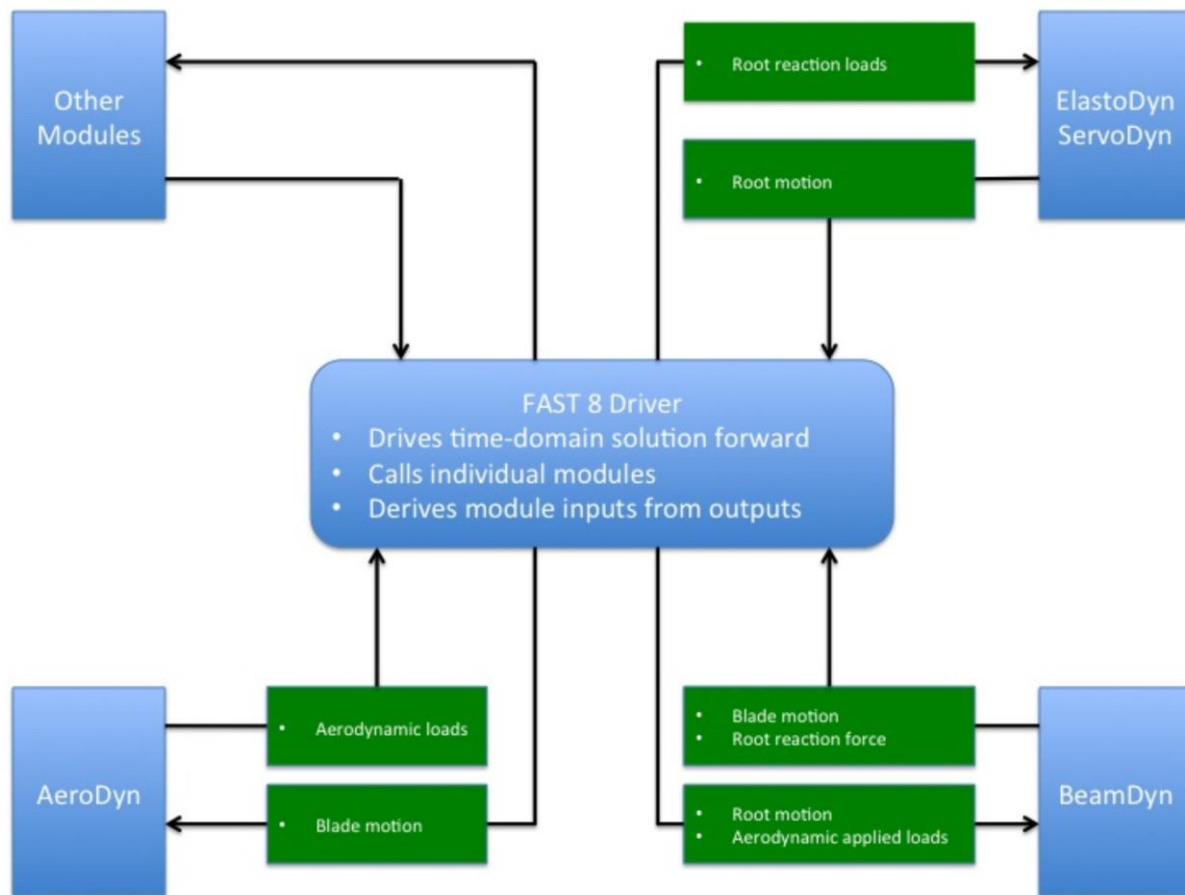 Other
Modules
• Root reaction loads
• Root motion
ElastoDyn
ServoDyn
FAST 8 Driver
• Drives time-domain solution forward
• Calls individual modules
• Derives module inputs from outputs
AeroDyn
• Aerodynamic loads
• Blade motion
• Blade motion
• Root reaction force
• Root motion
• Aerodynamic applied loads
BeamDyn